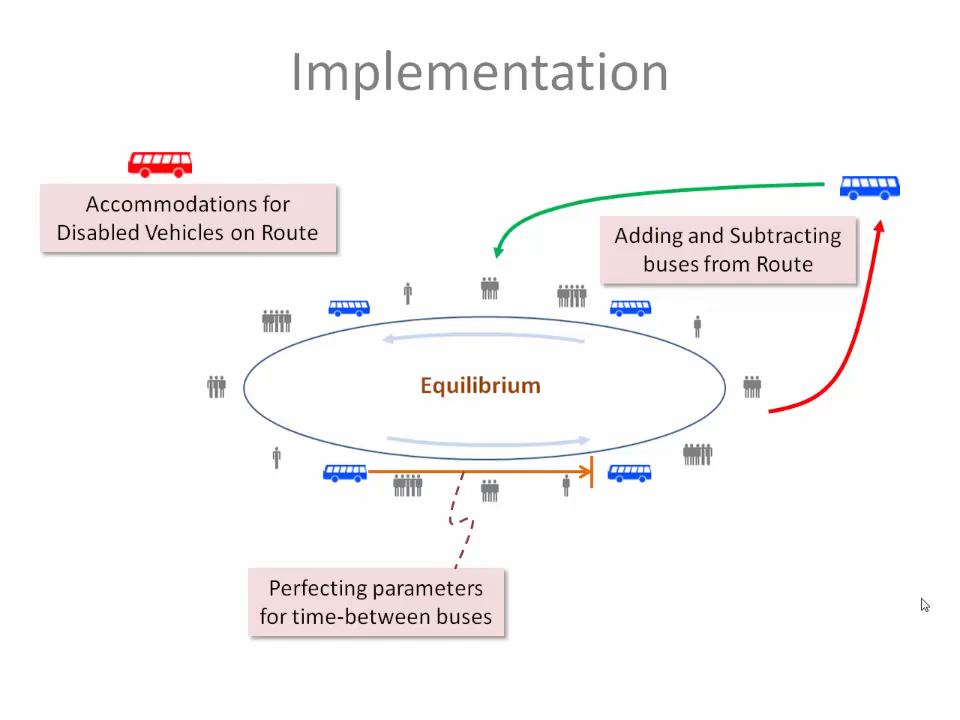 Implementation
Accommodations for
Disabled Vehicles on Route
Adding and Subtracting
buses from Route
Equilibrium
Perfecting parameters
for time-between buses